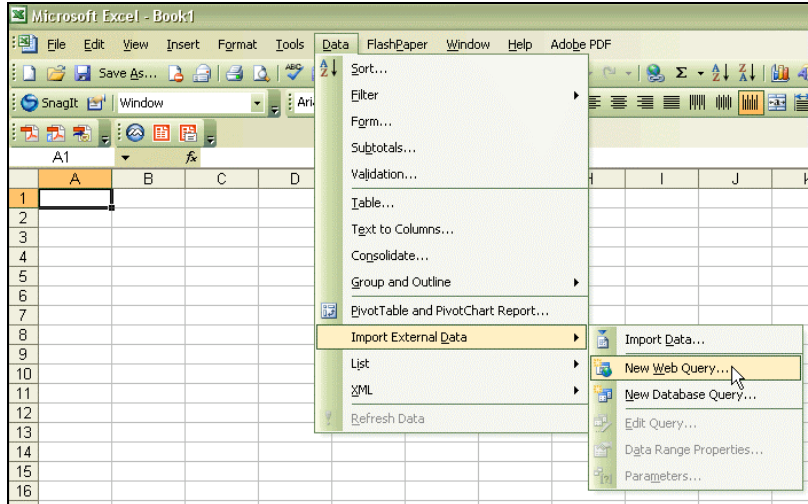 Microsoft Excel - Book1
File Edit View Insert Format Tools Data FlashPaper Window Help Adobe PDF
Save As... ABC Σ
SnagIt Window Ari
A1 fx
A B C D I J
Sort...
Filter
Form...
Subtotals...
Validation...
Table...
Text to Columns...
Consolidate...
Group and Outline
PivotTable and PivotChart Report...
Import External Data
List
XML
Refresh Data
Import Data...
New Web Query...
New Database Query...
Edit Query...
Data Range Properties...
Parameters...
1
2
3
4
5
6
7
8
9
10
11
12
13
14
15
16